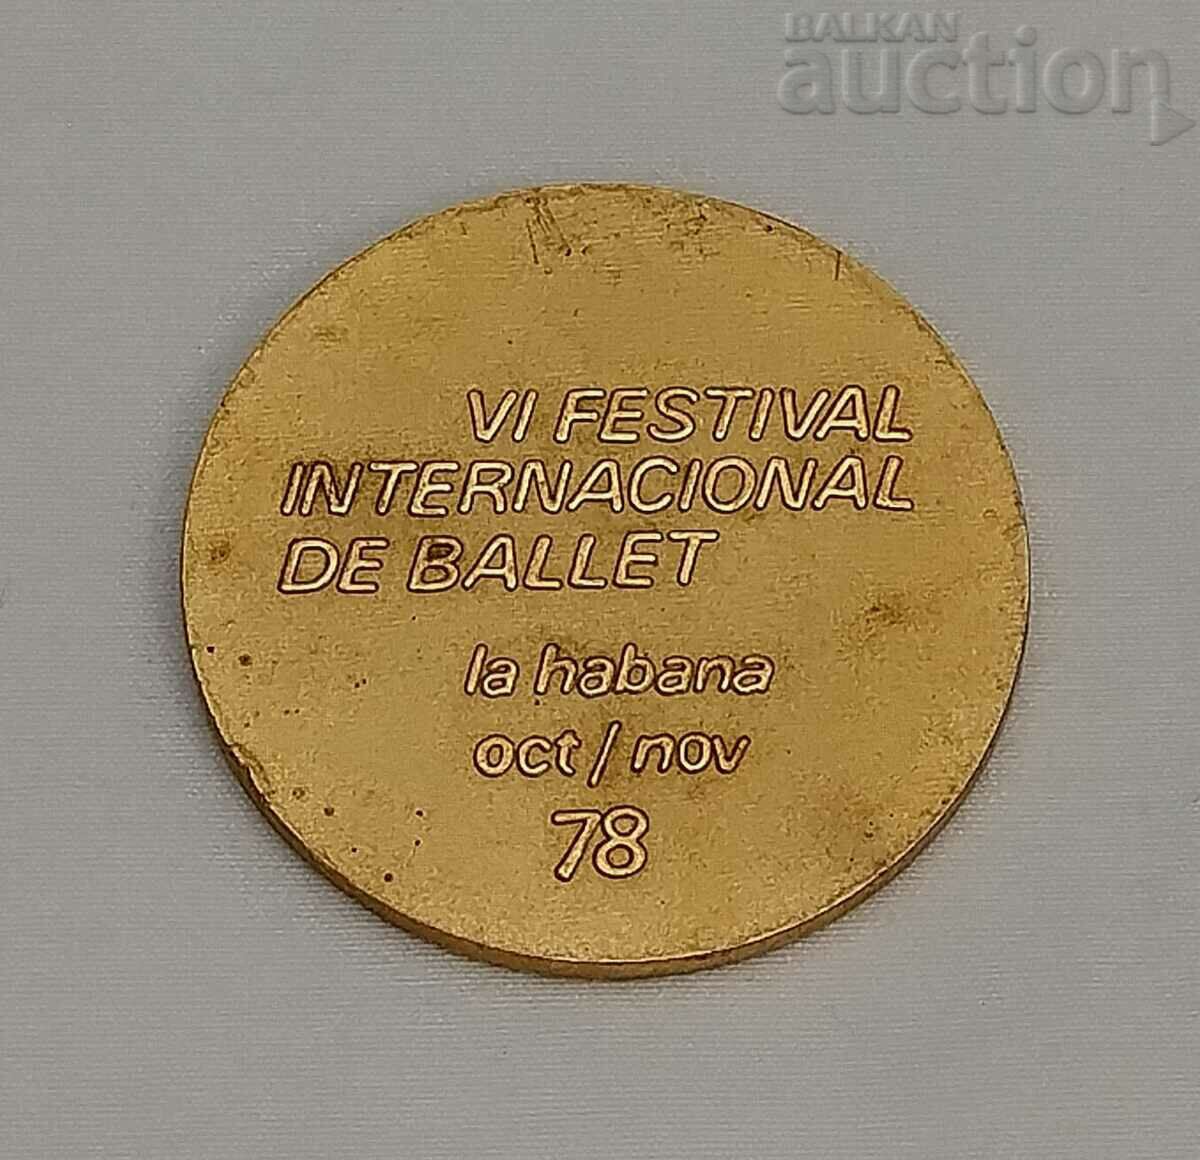 BALKAN
auction
VI FESTIVAL
INTERNACIONAL
DE BALLET
la habana
oct / nov
78